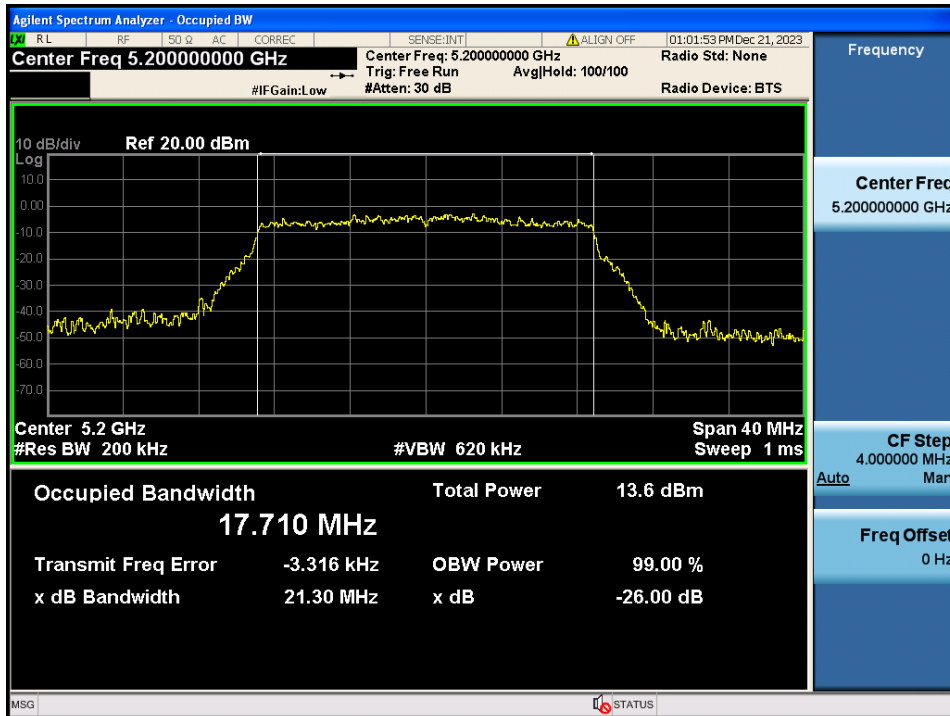 Agilent Spectrum Analyzer - Occupied BW
LXI RL RF 50 Ω AC CORREC SENSE:INT ALIGN OFF 01:01:53 PM Dec 21, 2023
Center Freq 5.200000000 GHz
Center Freq: 5.200000000 GHz Radio Std: None
Trig: Free Run Avg|Hold: 100/100
#IFGain:Low #Atten: 30 dB Radio Device: BTS
10 dB/div Ref 20.00 dBm
Log
10.0
0.00
-10.0
-20.0
-30.0
-40.0
-50.0
-60.0
-70.0
Center 5.2 GHz Span 40 MHz
#Res BW 200 kHz #VBW 620 kHz Sweep 1 ms
Occupied Bandwidth Total Power 13.6 dBm
17.710 MHz
Transmit Freq Error -3.316 kHz OBW Power 99.00 %
x dB Bandwidth 21.30 MHz x dB -26.00 dB
MSG STATUS
Frequency
Center Freq
5.200000000 GHz
CF Step
4.000000 MHz
Auto Man
Freq Offset
0 Hz